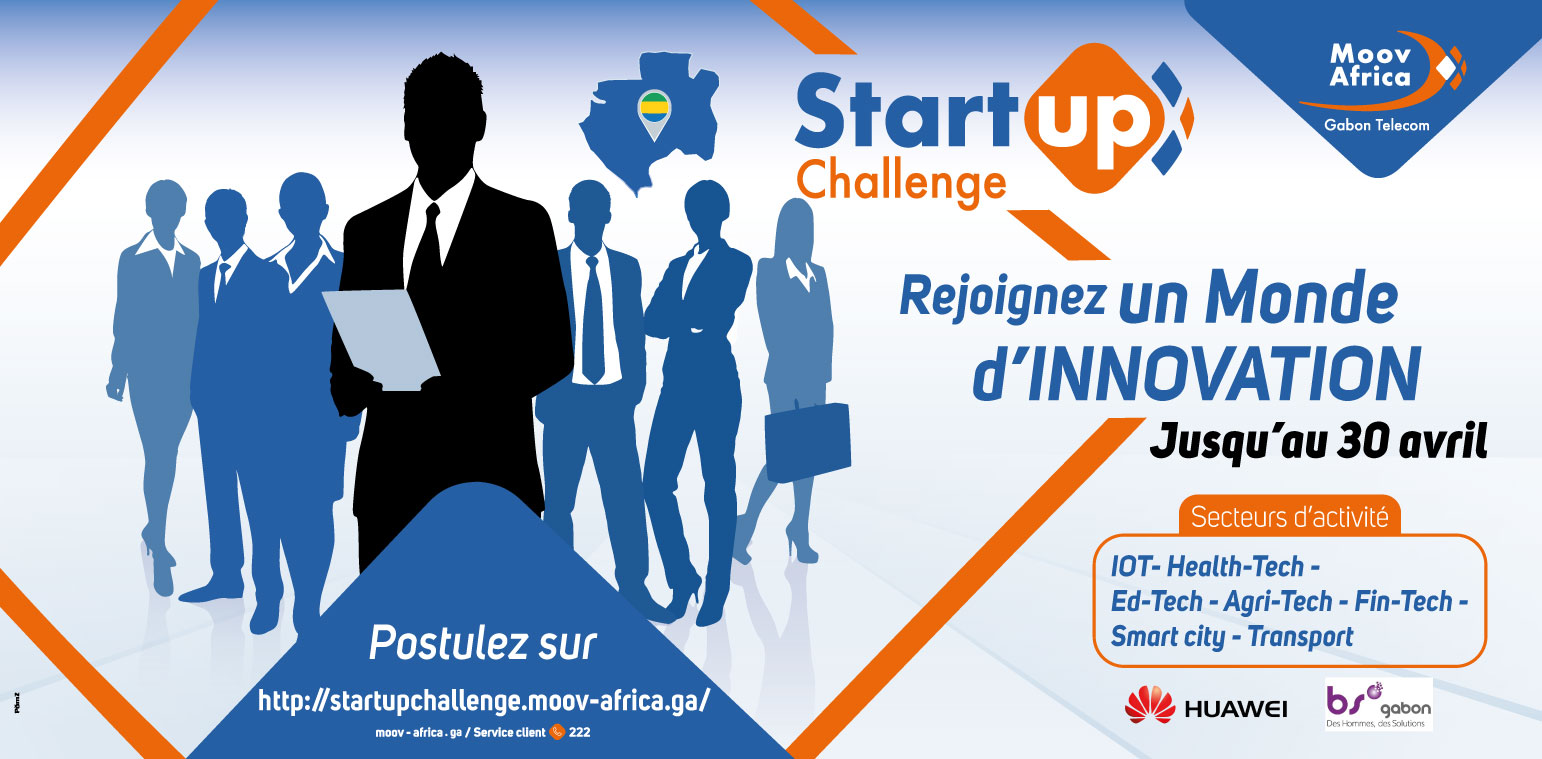 Moov
Africa
Gabon Telecom
Startup
Challenge
Rejoignez un Monde
d'INNOVATION
Jusqu'au 30 avril
Secteurs d'activité
IOT- Health-Tech -
Ed-Tech - Agri-Tech - Fin-Tech -
Smart city - Transport
Postulez sur
http://startupchallenge.moov-africa.ga/
moov - africa . ga / Service client 222
HUAWEI
bs gabon
Des Hommes, des Solutions